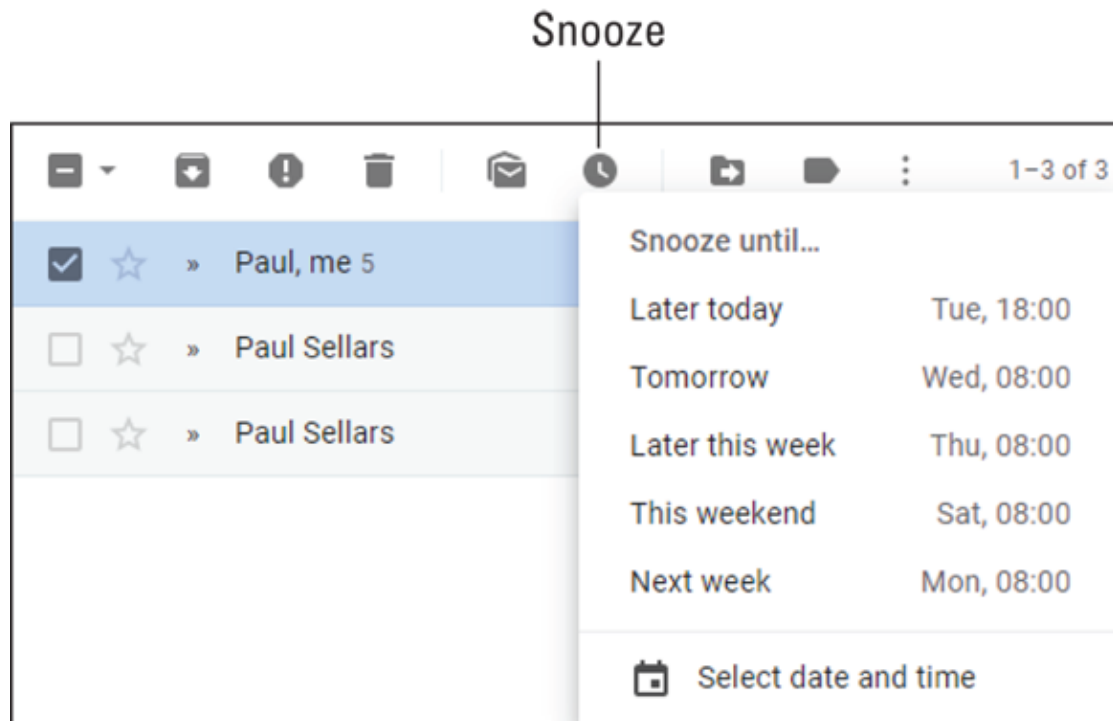 Snooze
1–3 of 3
Paul, me 5
» Paul Sellars
» Paul Sellars
Snooze until...
Later today Tue, 18:00
Tomorrow Wed, 08:00
Later this week Thu, 08:00
This weekend Sat, 08:00
Next week Mon, 08:00
Select date and time